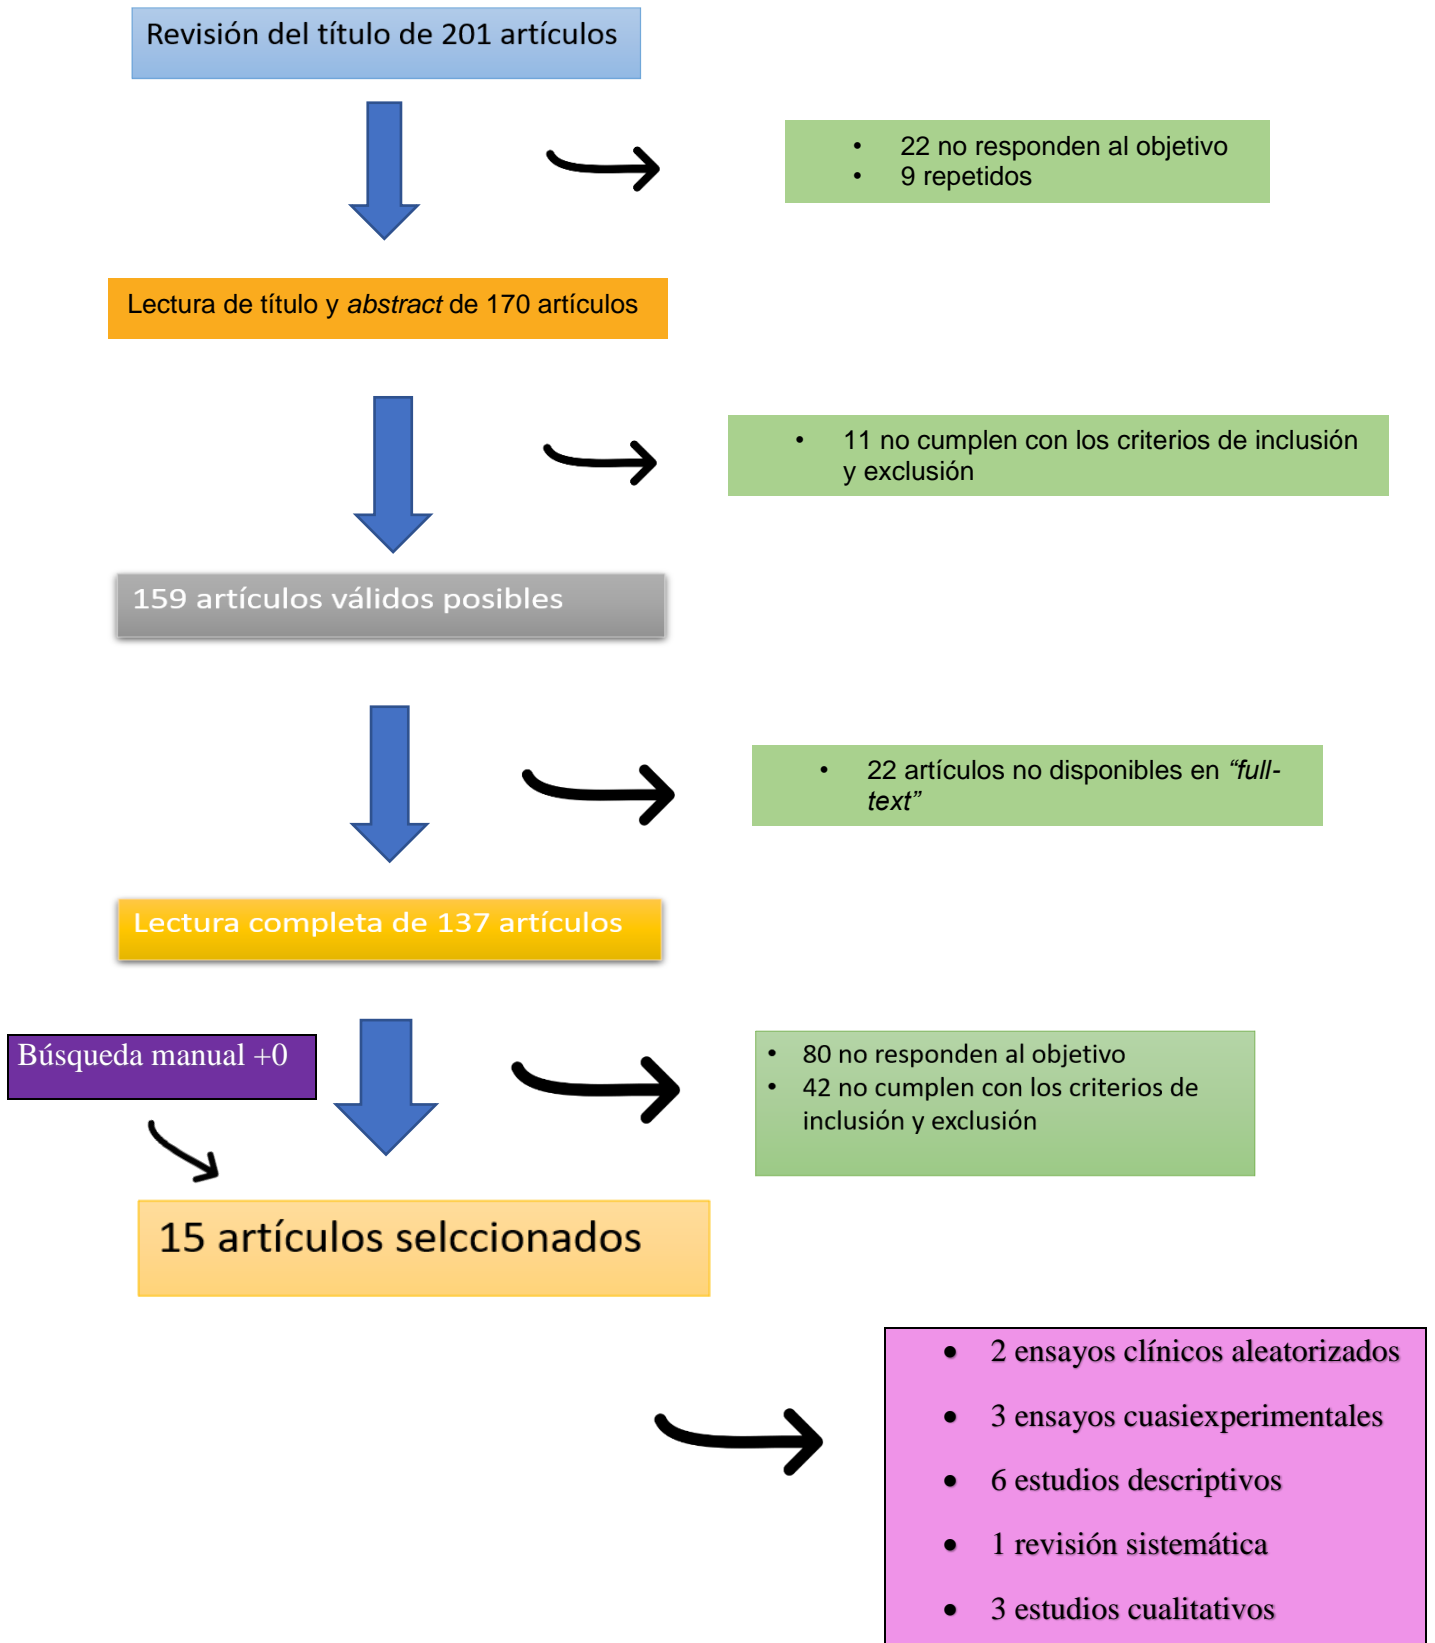 Revisión del título de 201 artículos
• 22 no responden al objetivo
• 9 repetidos
Lectura de título y abstract de 170 artículos
• 11 no cumplen con los criterios de inclusión
y exclusión
159 artículos válidos posibles
• 22 artículos no disponibles en “full-
text”
Lectura completa de 137 artículos
Búsqueda manual +0
• 80 no responden al objetivo
• 42 no cumplen con los criterios de
inclusión y exclusión
15 artículos selccionados
• 2 ensayos clínicos aleatorizados
• 3 ensayos cuasiexperimentales
• 6 estudios descriptivos
• 1 revisión sistemática
• 3 estudios cualitativos